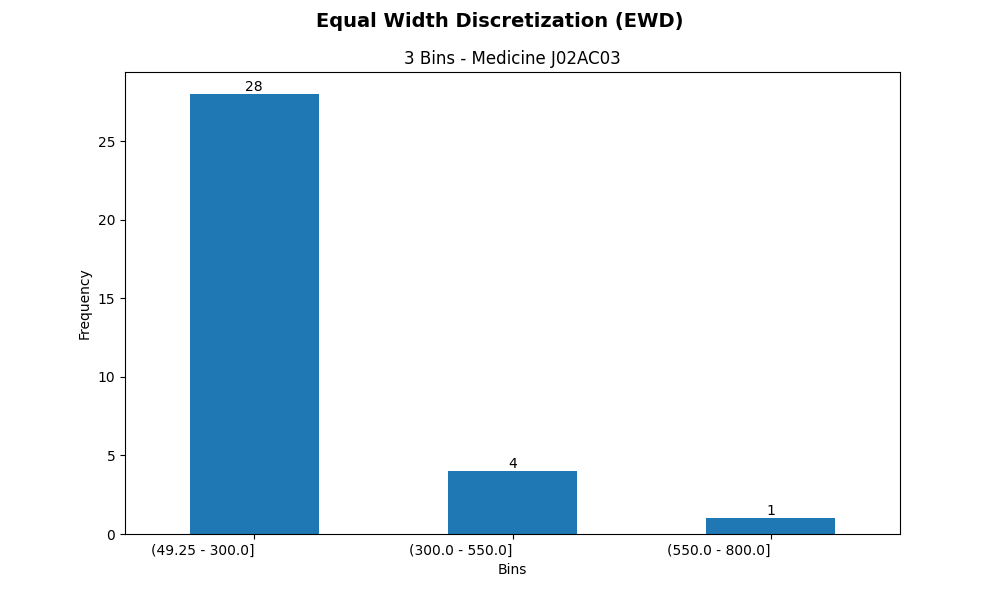 Equal Width Discretization (EWD)
3 Bins - Medicine J02AC03
28
25
20
15
10
5
0
4
1
Frequency
(49.25 - 300.0]
(300.0 - 550.0]
(550.0 - 800.0]
Bins